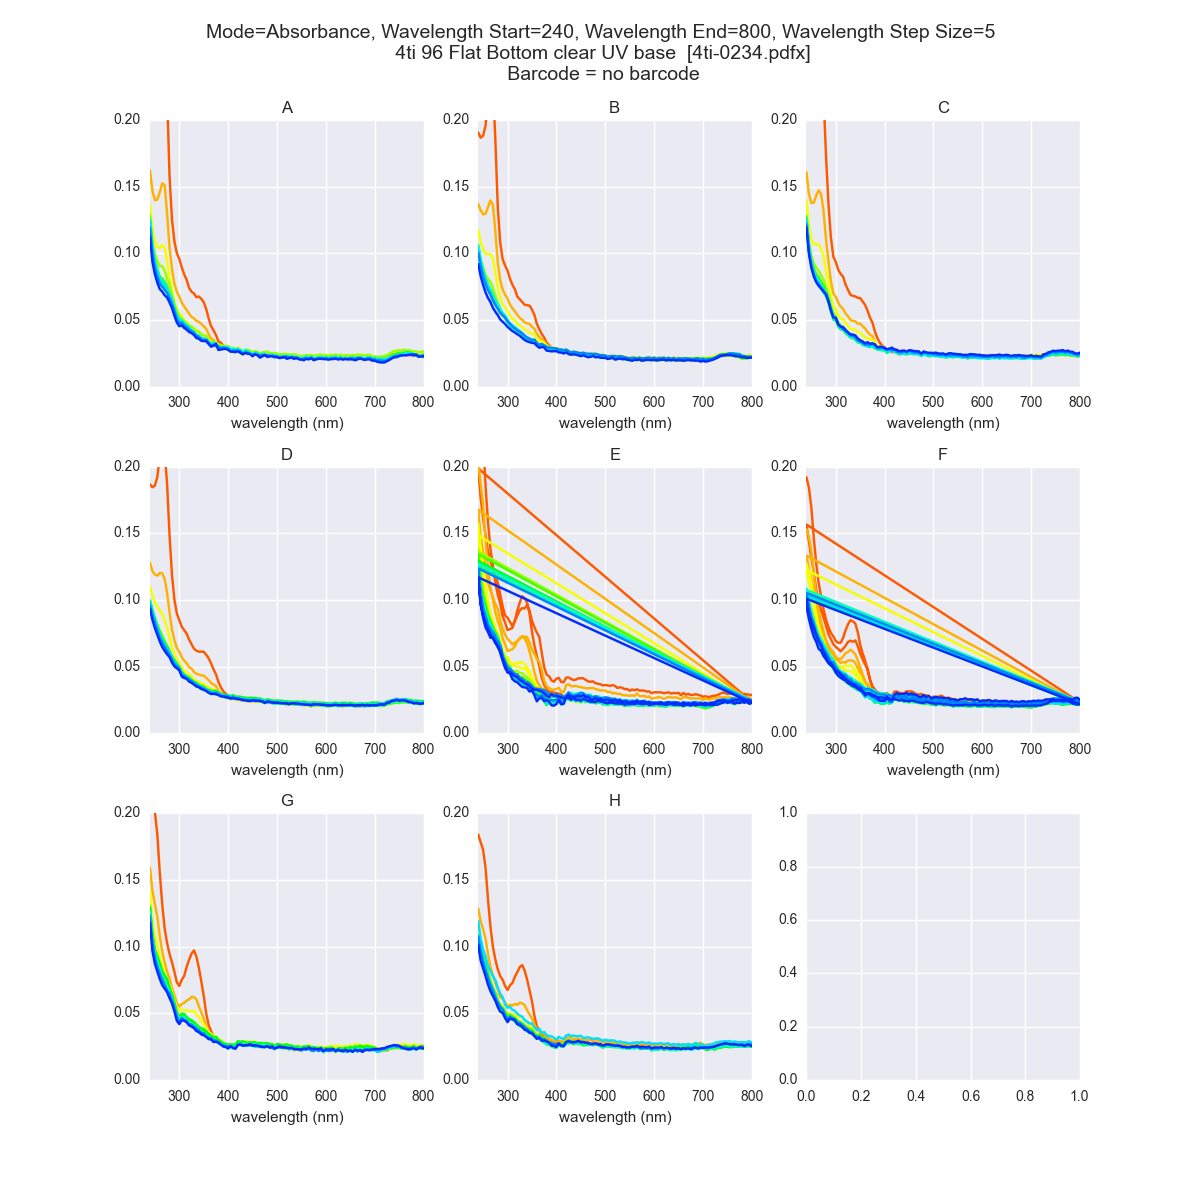 Mode=Absorbance, Wavelength Start=240, Wavelength End=800, Wavelength Step Size=5
4ti 96 Flat Bottom clear UV base [4ti-0234.pdfx]
Barcode = no barcode
A
0.20
0.15
0.10
0.05
0.00
300 400 500 600 700 800
wavelength (nm)
B
0.20
0.15
0.10
0.05
0.00
300 400 500 600 700 800
wavelength (nm)
C
0.20
0.15
0.10
0.05
0.00
300 400 500 600 700 800
wavelength (nm)
D
0.20
0.15
0.10
0.05
0.00
300 400 500 600 700 800
wavelength (nm)
E
0.20
0.15
0.10
0.05
0.00
300 400 500 600 700 800
wavelength (nm)
F
0.20
0.15
0.10
0.05
0.00
300 400 500 600 700 800
wavelength (nm)
G
0.20
0.15
0.10
0.05
0.00
300 400 500 600 700 800
wavelength (nm)
H
0.20
0.15
0.10
0.05
0.00
300 400 500 600 700 800
wavelength (nm)
1.0
0.8
0.6
0.4
0.2
0.0
0.0 0.2 0.4 0.6 0.8 1.0